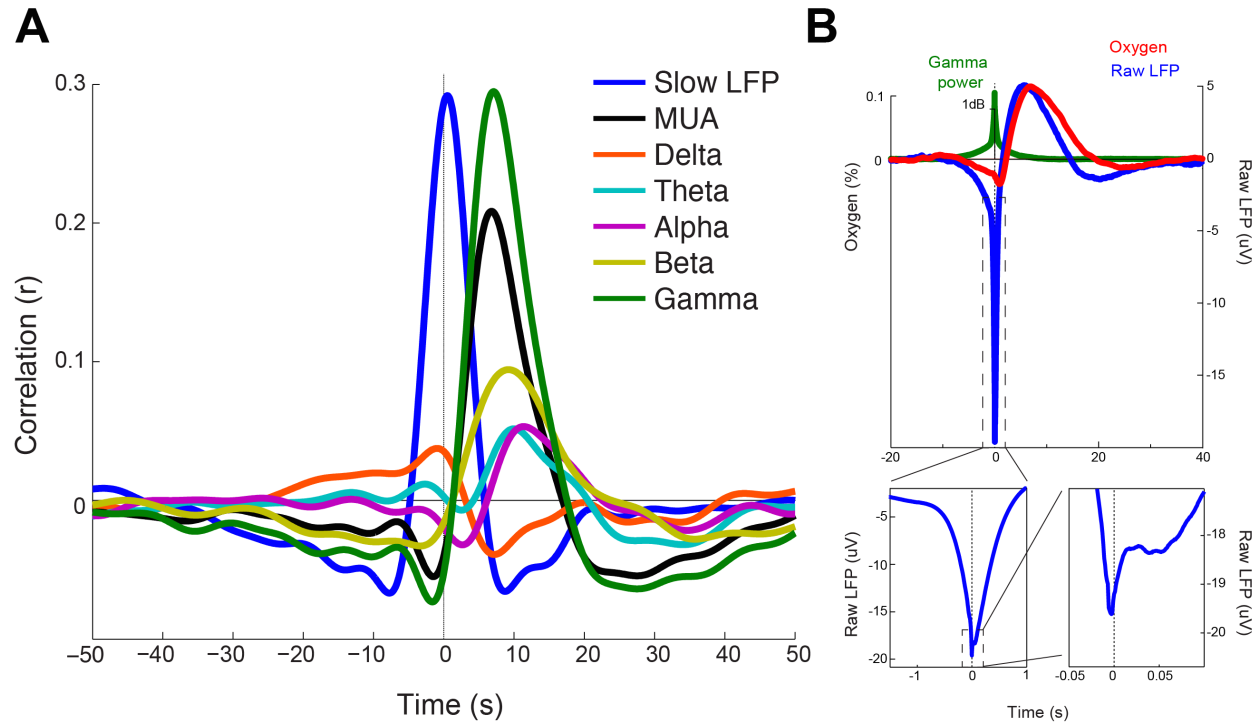 A
0.3
0.2
0.1
0
Correlation (r)
−50 −40 −30 −20 −10 0 10 20 30 40 50
Time (s)
Slow LFP
MUA
Delta
Theta
Alpha
Beta
Gamma
B
Oxygen
Raw LFP
Gamma
power
1dB
0.1
0
Oxygen (%)
5
0
-5
-10
-15
Raw LFP (uV)
-20 0 20 40
-5
-10
-15
-20
Raw LFP (uV)
-1 0 1
-18
-19
-20
Raw LFP (uV)
-0.05 0 0.05
Time (s)